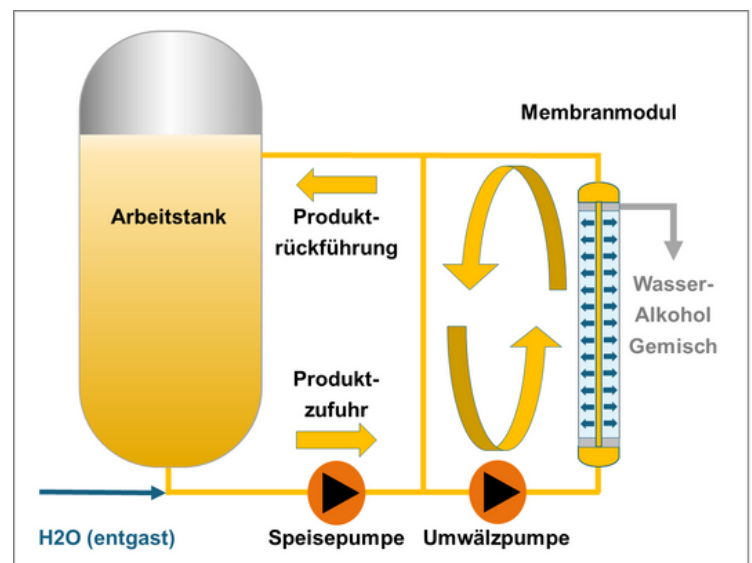 Membranmodul
Arbeitstank
Produkt-
rückführung
Wasser-
Alkohol
Gemisch
Produkt-
zufuhr
H2O (entgast)
Speisepumpe
Umwälzpumpe